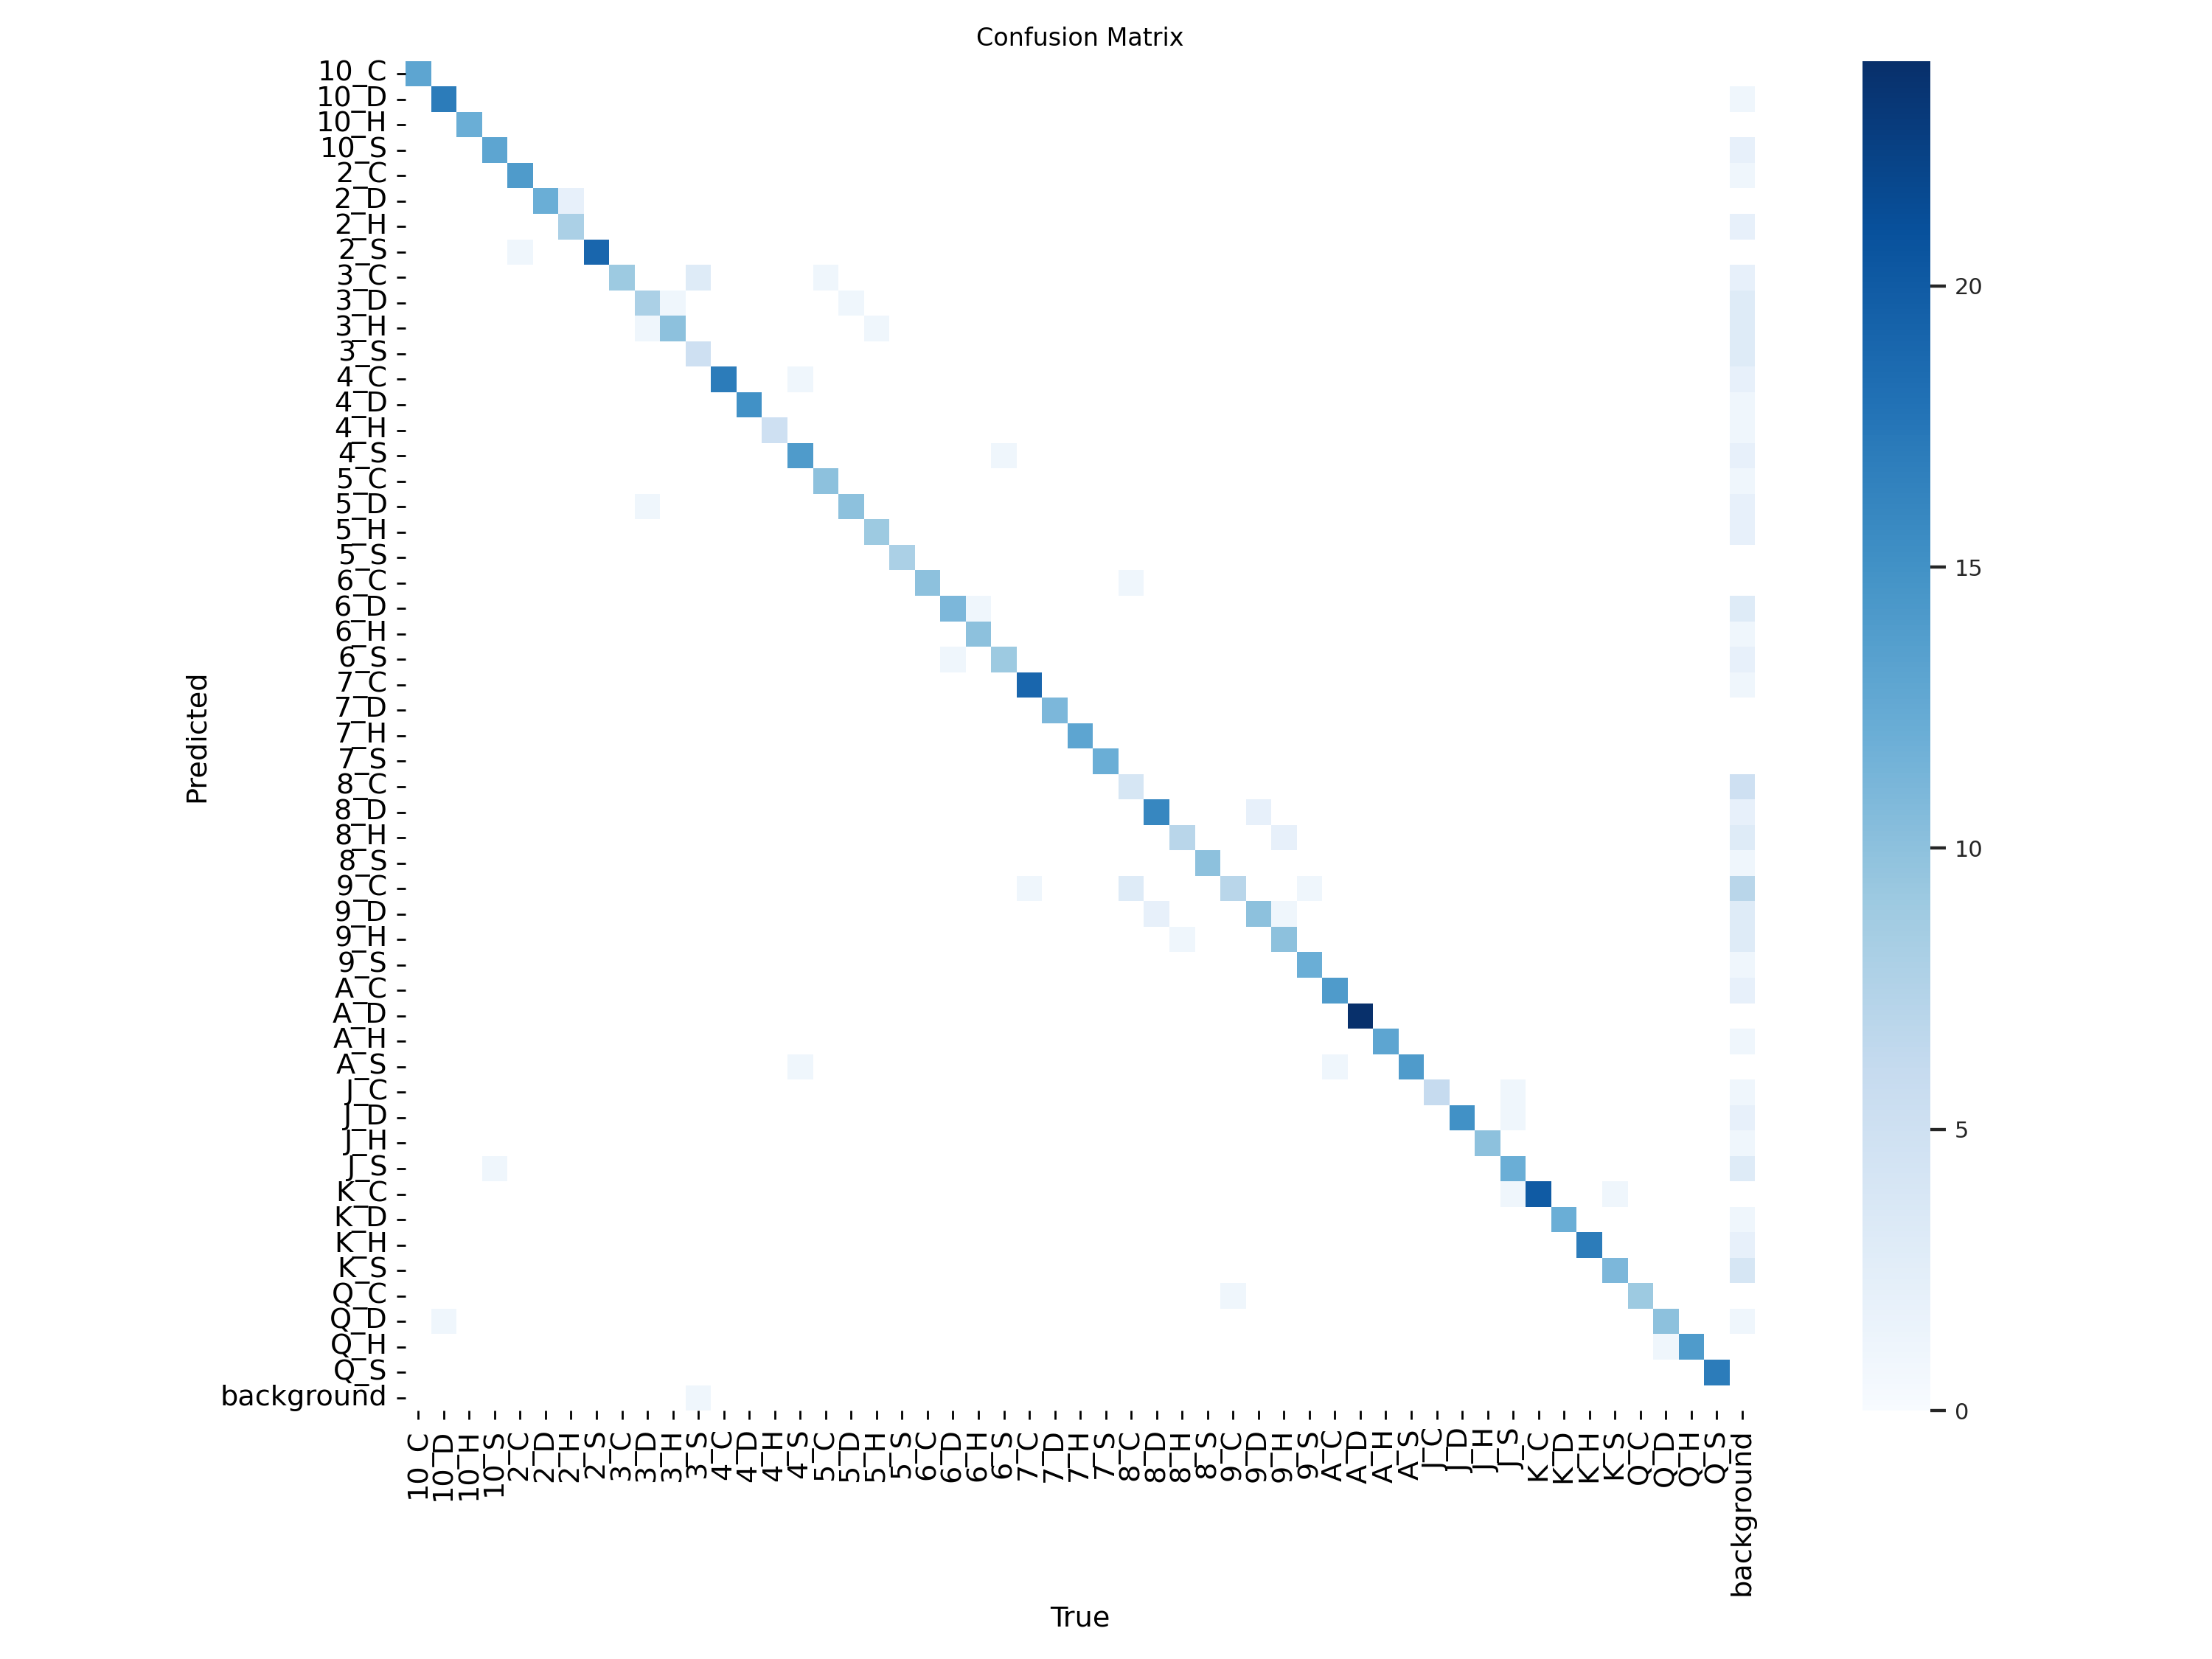 Confusion Matrix
10_C
10_D
10_H
10_S
2_C
2_D
2_H
2_S
3_C
3_D
3_H
3_S
4_C
4_D
4_H
4_S
5_C
5_D
5_H
5_S
6_C
6_D
6_H
6_S
7_C
7_D
7_H
7_S
8_C
8_D
8_H
8_S
9_C
9_D
9_H
9_S
A_C
A_D
A_H
A_S
J_C
J_D
J_H
J_S
K_C
K_D
K_H
K_S
Q_C
Q_D
Q_H
Q_S
background
Predicted
10_C 10_D 10_H 10_S 2_C 2_D 2_H 2_S 3_C 3_D 3_H 3_S 4_C 4_D 4_H 4_S 5_C 5_D 5_H 5_S 6_C 6_D 6_H 6_S 7_C 7_D 7_H 7_S 8_C 8_D 8_H 8_S 9_C 9_D 9_H 9_S A_C A_D A_H A_S J_C J_D J_H J_S K_C K_D K_H K_S Q_C Q_D Q_H Q_S background
True
20
15
10
5
0